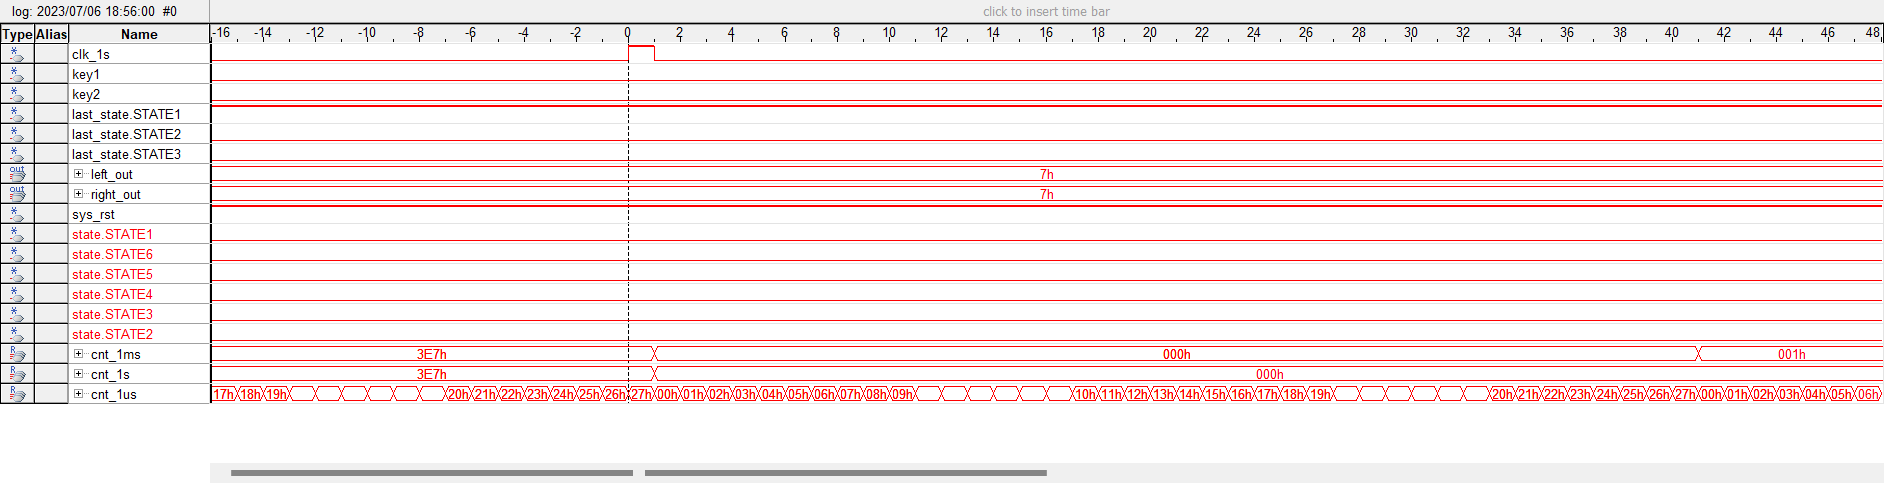 log: 2023/07/06 18:56:00 #0 click to insert time bar
Type Alias Name -16 -14 -12 -10 -8 -6 -4 -2 0 2 4 6 8 10 12 14 16 18 20 22 24 26 28 30 32 34 36 38 40 42 44 46 48
* clk_1s
* key1
* key2
* last_state.STATE1
* last_state.STATE2
* last_state.STATE3
out left_out 7h
out right_out 7h
* sys_rst
* state.STATE1
* state.STATE6
* state.STATE5
* state.STATE4
* state.STATE3
* state.STATE2
R cnt_1ms 3E7h 000h 001h
R cnt_1s 3E7h 000h
R cnt_1us 17h 18h 19h 20h 21h 22h 23h 24h 25h 26h 27h 00h 01h 02h 03h 04h 05h 06h 07h 08h 09h 10h 11h 12h 13h 14h 15h 16h 17h 18h 19h 20h 21h 22h 23h 24h 25h 26h 27h 00h 01h 02h 03h 04h 05h 06h